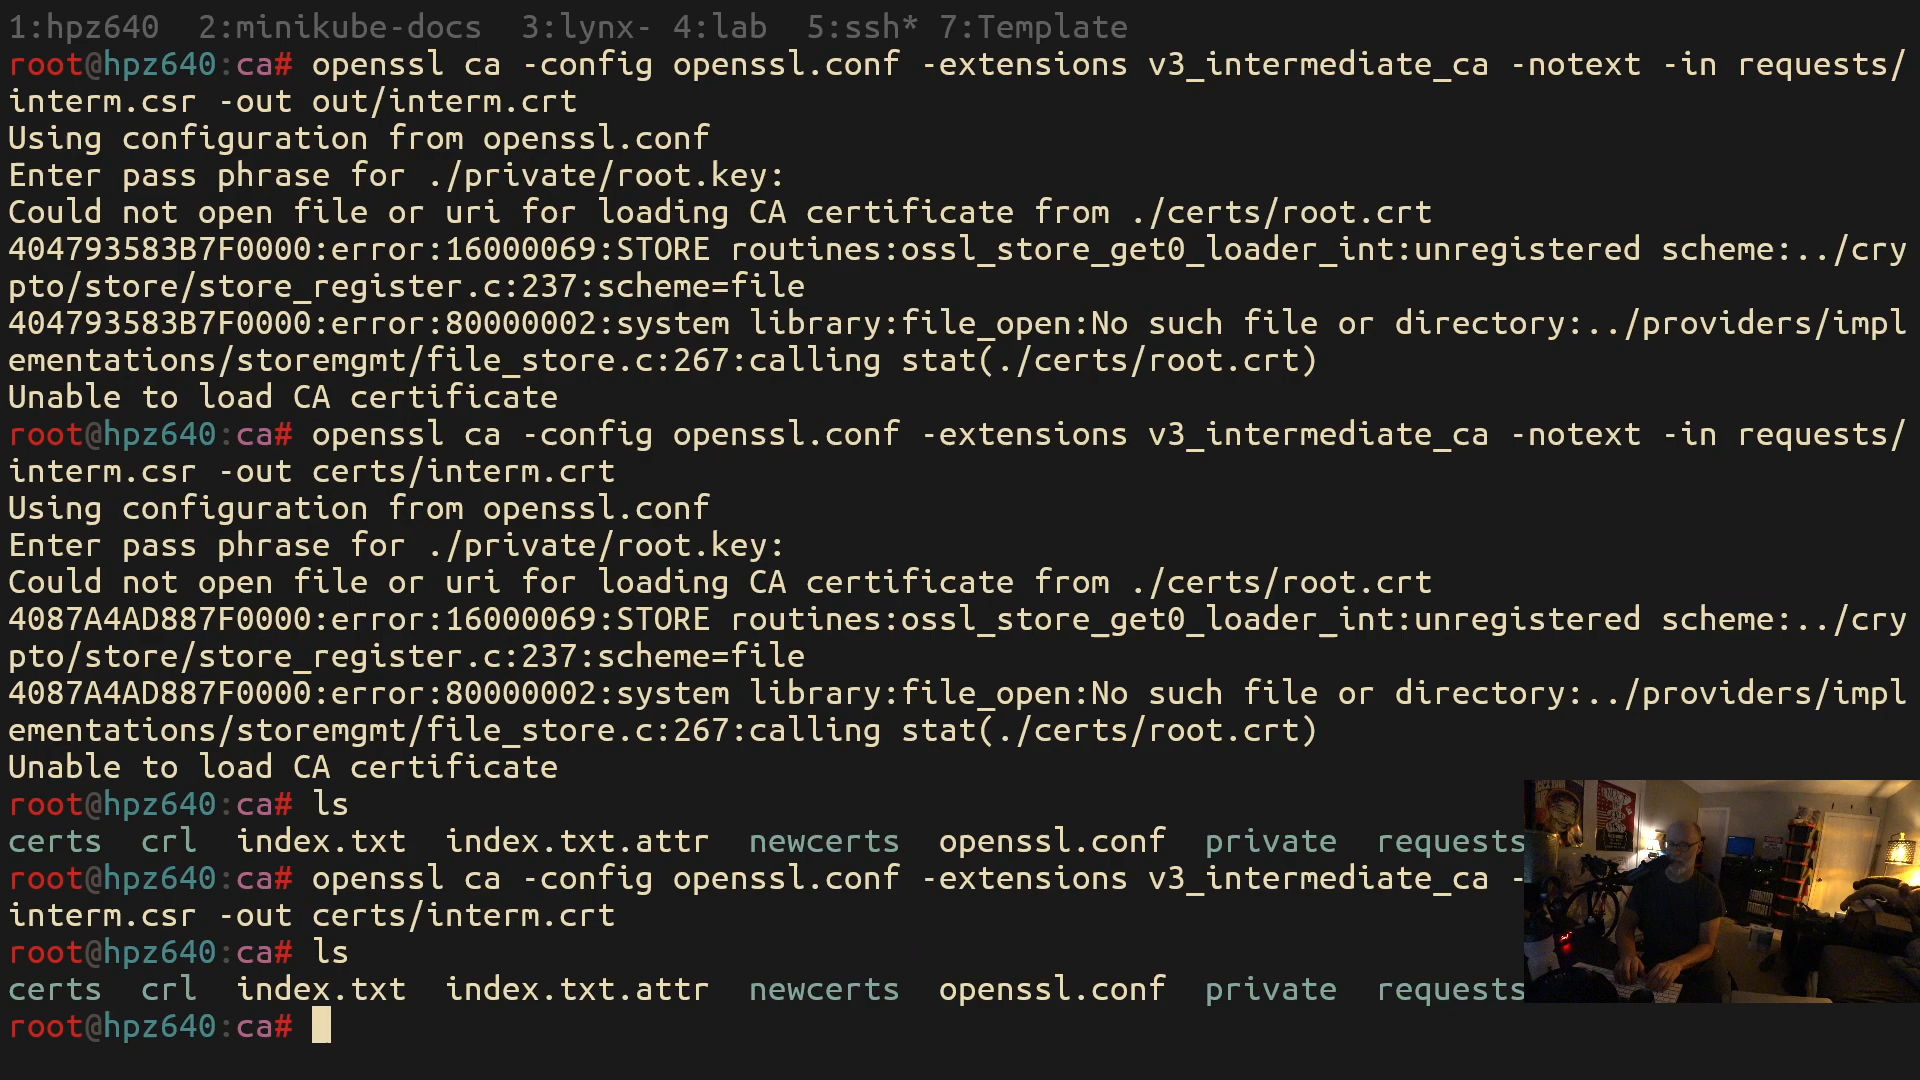 1:hpz640  2:minikube-docs  3:lynx- 4:lab  5:ssh* 7:Template
root@hpz640:ca# openssl ca -config openssl.conf -extensions v3_intermediate_ca -notext -in requests/
interm.csr -out out/interm.crt
Using configuration from openssl.conf
Enter pass phrase for ./private/root.key:
Could not open file or uri for loading CA certificate from ./certs/root.crt
404793583B7F0000:error:16000069:STORE routines:ossl_store_get0_loader_int:unregistered scheme:../cry
pto/store/store_register.c:237:scheme=file
404793583B7F0000:error:80000002:system library:file_open:No such file or directory:../providers/impl
ementations/storemgmt/file_store.c:267:calling stat(./certs/root.crt)
Unable to load CA certificate
root@hpz640:ca# openssl ca -config openssl.conf -extensions v3_intermediate_ca -notext -in requests/
interm.csr -out certs/interm.crt
Using configuration from openssl.conf
Enter pass phrase for ./private/root.key:
Could not open file or uri for loading CA certificate from ./certs/root.crt
4087A4AD887F0000:error:16000069:STORE routines:ossl_store_get0_loader_int:unregistered scheme:../cry
pto/store/store_register.c:237:scheme=file
4087A4AD887F0000:error:80000002:system library:file_open:No such file or directory:../providers/impl
ementations/storemgmt/file_store.c:267:calling stat(./certs/root.crt)
Unable to load CA certificate
root@hpz640:ca# ls
certs  crl  index.txt  index.txt.attr  newcerts  openssl.conf  private  requests
root@hpz640:ca# openssl ca -config openssl.conf -extensions v3_intermediate_ca -
interm.csr -out certs/interm.crt
root@hpz640:ca# ls
certs  crl  index.txt  index.txt.attr  newcerts  openssl.conf  private  requests
root@hpz640:ca#